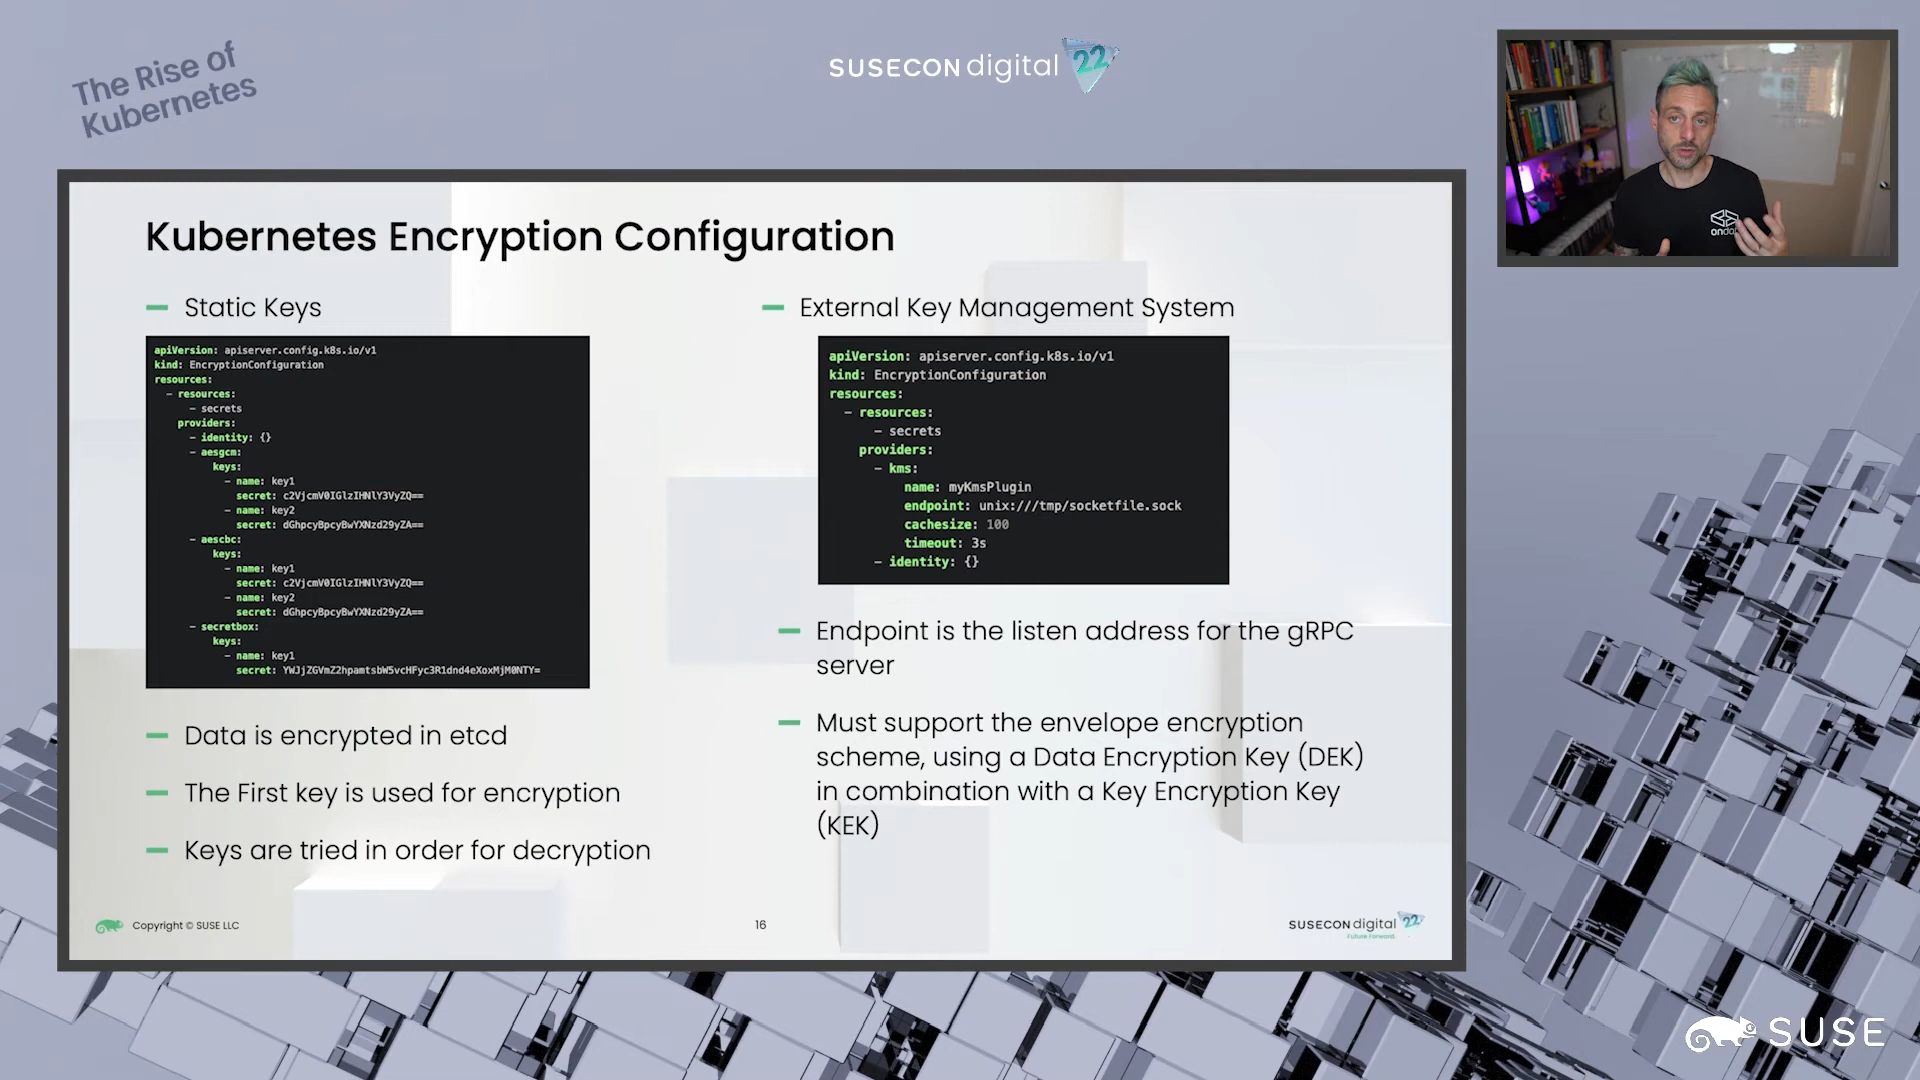 The Rise of
Kubernetes
SUSECON digital 22
Kubernetes Encryption Configuration
Static Keys
apiVersion: apiserver.config.k8s.io/v1
kind: EncryptionConfiguration
resources:
- resources:
- secrets
providers:
- identity: {}
- aesgcm:
keys:
- name: key1
secret: c2VjcmV0IGlzIHNlY3VyZQ==
- name: key2
secret: dGhpcyBpcyBwYXNzd29yZA==
- aescbc:
keys:
- name: key1
secret: c2VjcmV0IGlzIHNlY3VyZQ==
- name: key2
secret: dGhpcyBpcyBwYXNzd29yZA==
- secretbox:
keys:
- name: key1
secret: YWJjZGVmZ2hpamtsbW5vcHFyc3R1dnd4eXoxMjM0NTY=
Data is encrypted in etcd
The First key is used for encryption
Keys are tried in order for decryption
External Key Management System
apiVersion: apiserver.config.k8s.io/v1
kind: EncryptionConfiguration
resources:
- resources:
- secrets
providers:
- kms:
name: myKmsPlugin
endpoint: unix:///tmp/socketfile.sock
cachesize: 100
timeout: 3s
- identity: {}
Endpoint is the listen address for the gRPC
server
Must support the envelope encryption
scheme, using a Data Encryption Key (DEK)
in combination with a Key Encryption Key
(KEK)
Copyright © SUSE LLC
16
SUSECON digital 22
Future Forward.
SUSE